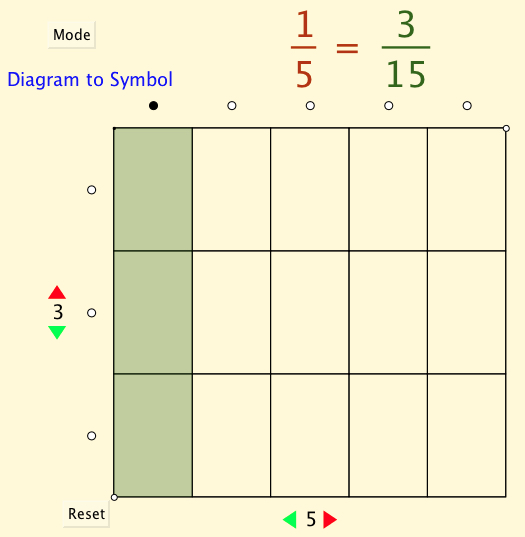 Mode
1/5 = 3/15
Diagram to Symbol
3
Reset
5